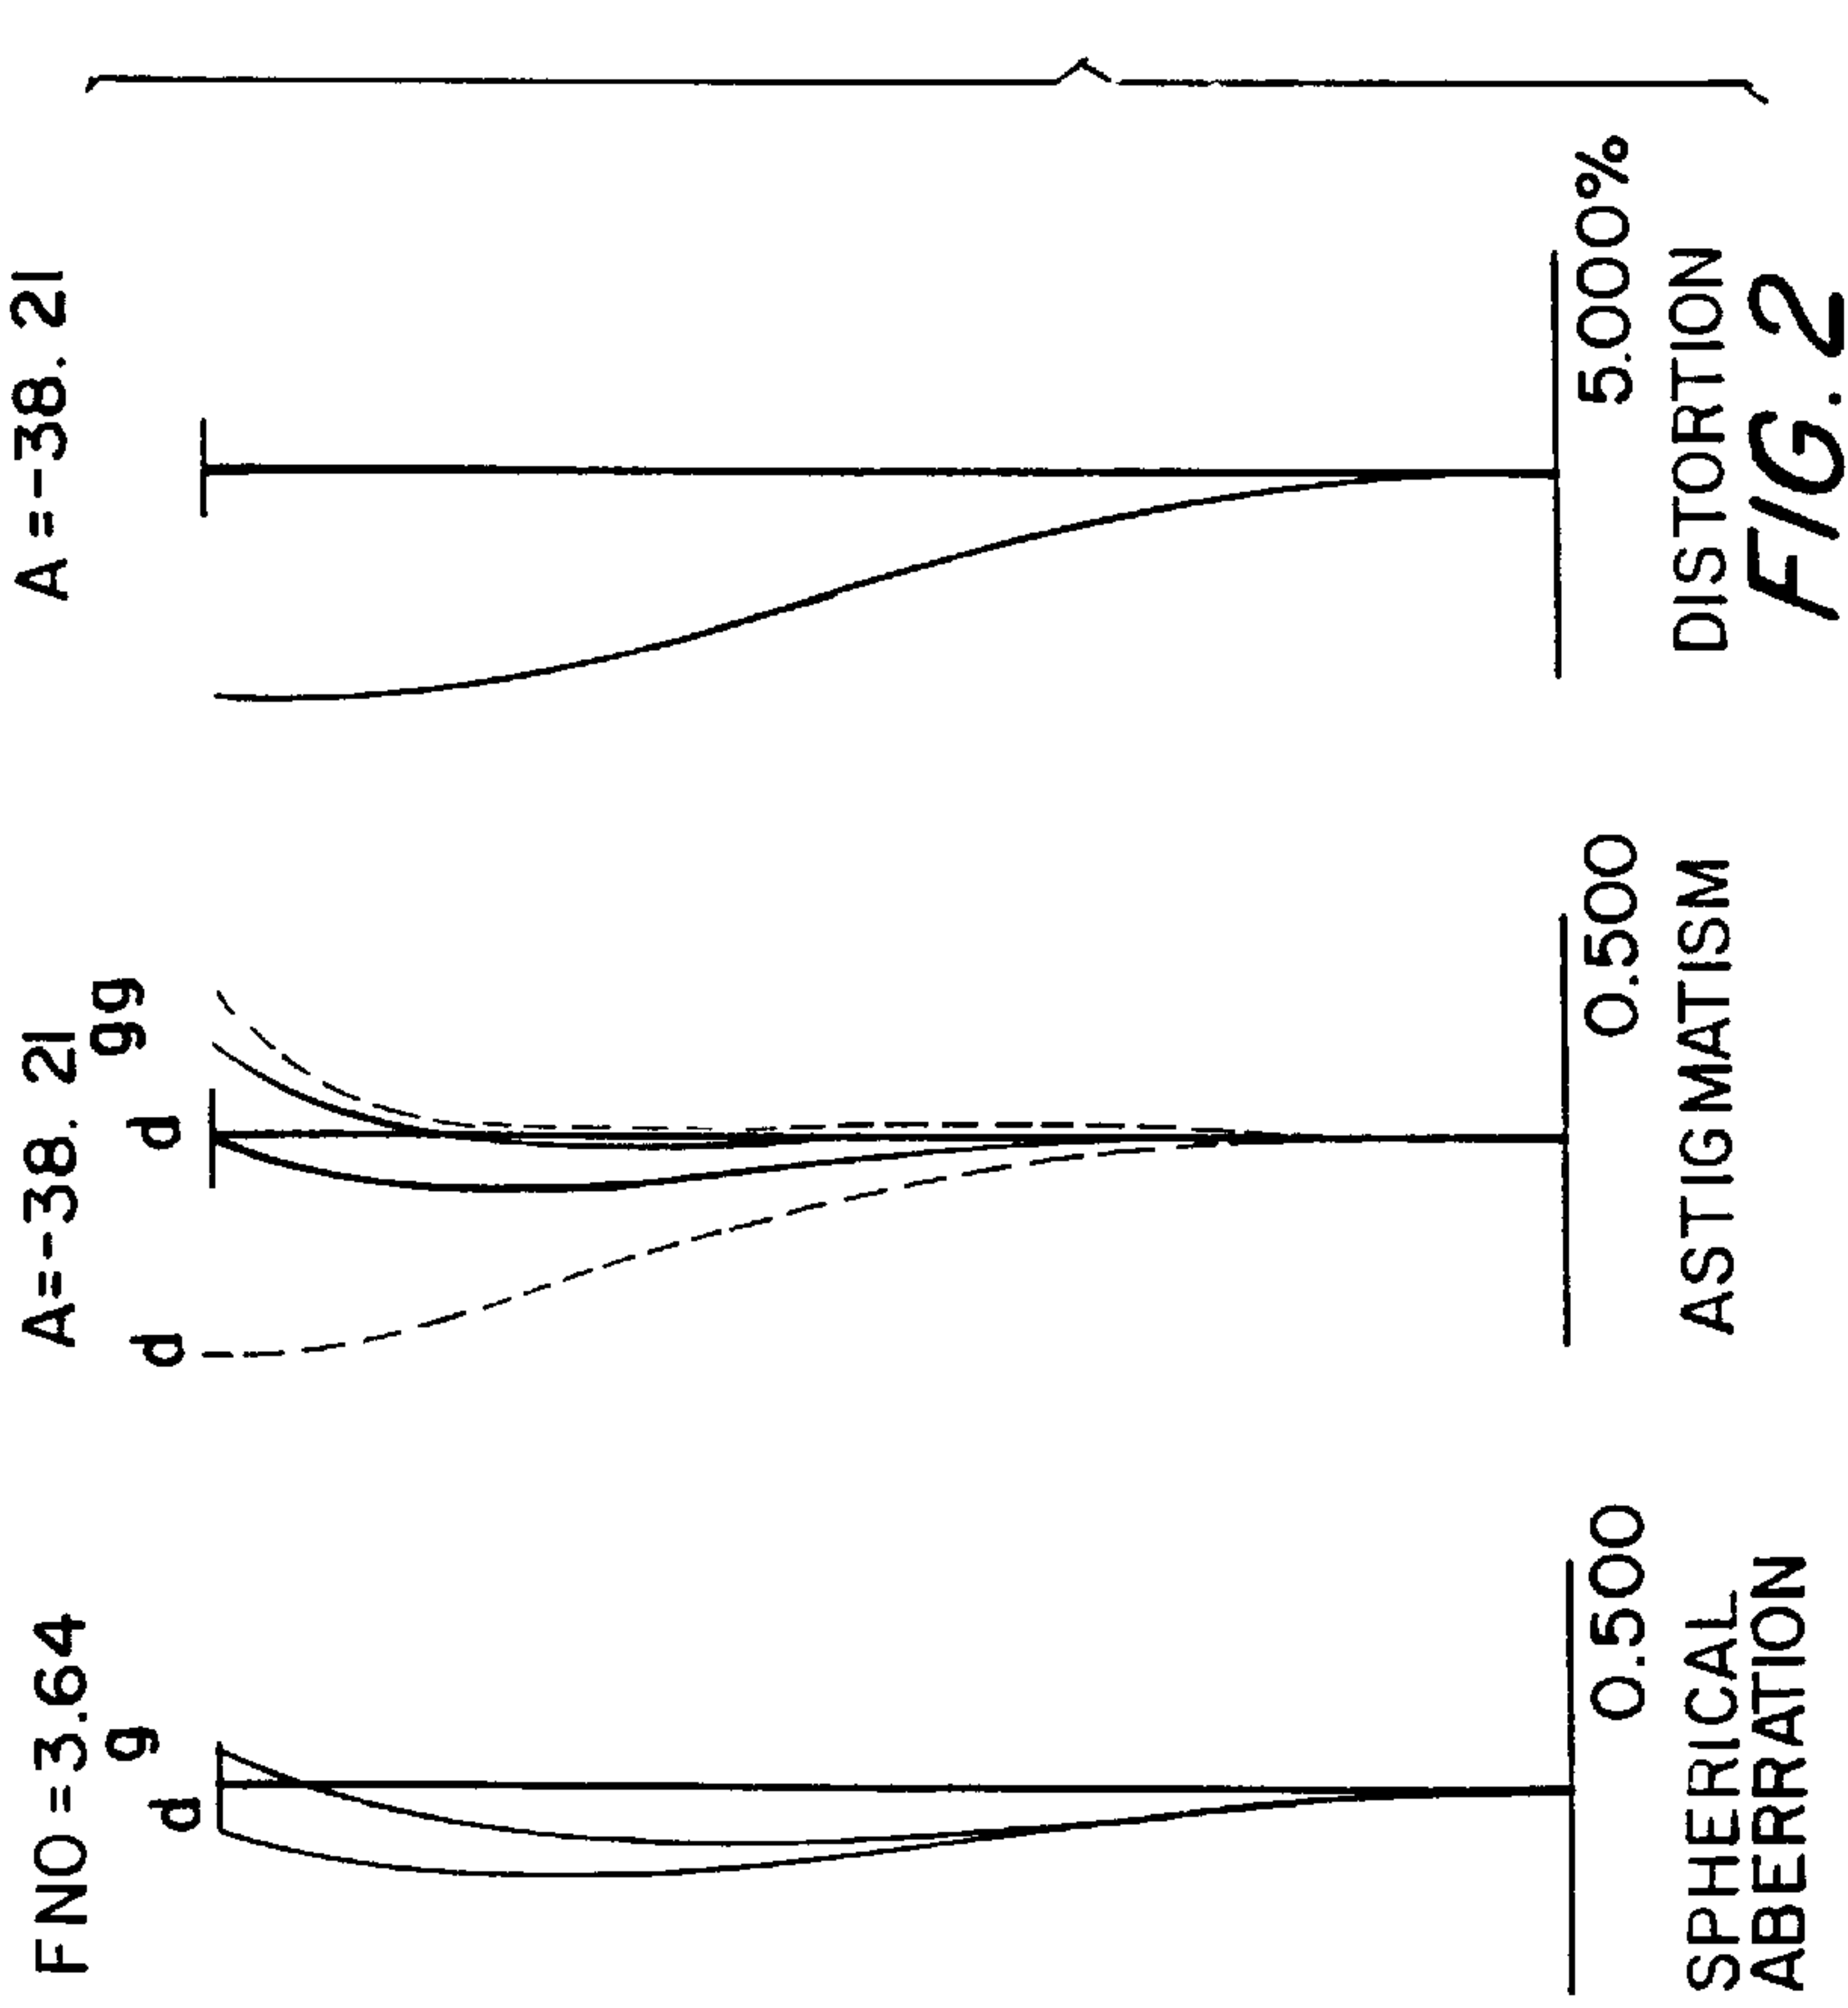 FNO=3.64
g
d
0.500
SPHERICAL
ABERRATION
A=-38.21
g g
d
d
0.500
ASTIGMATISM
A=-38.21
5.000%
DISTORTION
FIG. 2